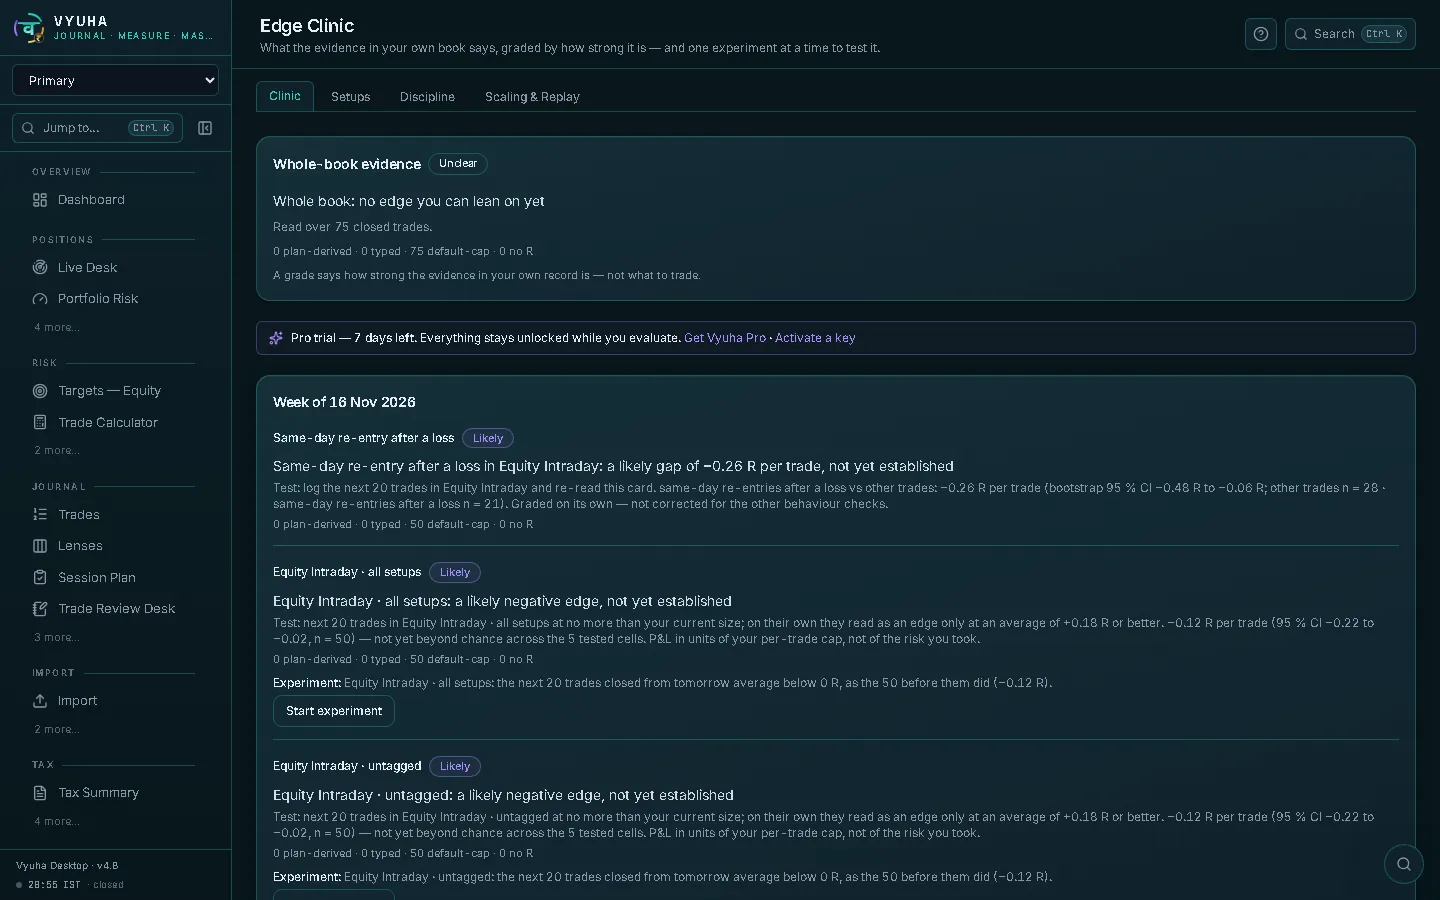 VYUHA
JOURNAL · MEASURE · MAS...
Primary
Jump to...
Ctrl K
OVERVIEW
Dashboard
POSITIONS
Live Desk
Portfolio Risk
4 more...
RISK
Targets — Equity
Trade Calculator
2 more...
JOURNAL
Trades
Lenses
Session Plan
Trade Review Desk
3 more...
IMPORT
Import
2 more...
TAX
Tax Summary
4 more...
Vyuha Desktop · v4.8
20:55 IST · closed
Edge Clinic
What the evidence in your own book says, graded by how strong it is — and one experiment at a time to test it.
Search Ctrl K
Clinic Setups Discipline Scaling & Replay
Whole-book evidence Unclear
Whole book: no edge you can lean on yet
Read over 75 closed trades.
0 plan-derived · 0 typed · 75 default-cap · 0 no R
A grade says how strong the evidence in your own record is — not what to trade.
Pro trial — 7 days left. Everything stays unlocked while you evaluate. Get Vyuha Pro · Activate a key
Week of 16 Nov 2026
Same-day re-entry after a loss Likely
Same-day re-entry after a loss in Equity Intraday: a likely gap of −0.26 R per trade, not yet established
Test: log the next 20 trades in Equity Intraday and re-read this card. same-day re-entries after a loss vs other trades: −0.26 R per trade (bootstrap 95 % CI −0.48 R to −0.06 R; other trades n = 28 ·
same-day re-entries after a loss n = 21). Graded on its own — not corrected for the other behaviour checks.
0 plan-derived · 0 typed · 50 default-cap · 0 no R
Equity Intraday · all setups Likely
Equity Intraday · all setups: a likely negative edge, not yet established
Test: next 20 trades in Equity Intraday · all setups at no more than your current size; on their own they read as an edge only at an average of +0.18 R or better. −0.12 R per trade (95 % CI −0.22 to
−0.02, n = 50) — not yet beyond chance across the 5 tested cells. P&L in units of your per-trade cap, not of the risk you took.
0 plan-derived · 0 typed · 50 default-cap · 0 no R
Experiment: Equity Intraday · all setups: the next 20 trades closed from tomorrow average below 0 R, as the 50 before them did (−0.12 R).
Start experiment
Equity Intraday · untagged Likely
Equity Intraday · untagged: a likely negative edge, not yet established
Test: next 20 trades in Equity Intraday · untagged at no more than your current size; on their own they read as an edge only at an average of +0.18 R or better. −0.12 R per trade (95 % CI −0.22 to
−0.02, n = 50) — not yet beyond chance across the 5 tested cells. P&L in units of your per-trade cap, not of the risk you took.
0 plan-derived · 0 typed · 50 default-cap · 0 no R
Experiment: Equity Intraday · untagged: the next 20 trades closed from tomorrow average below 0 R, as the 50 before them did (−0.12 R).